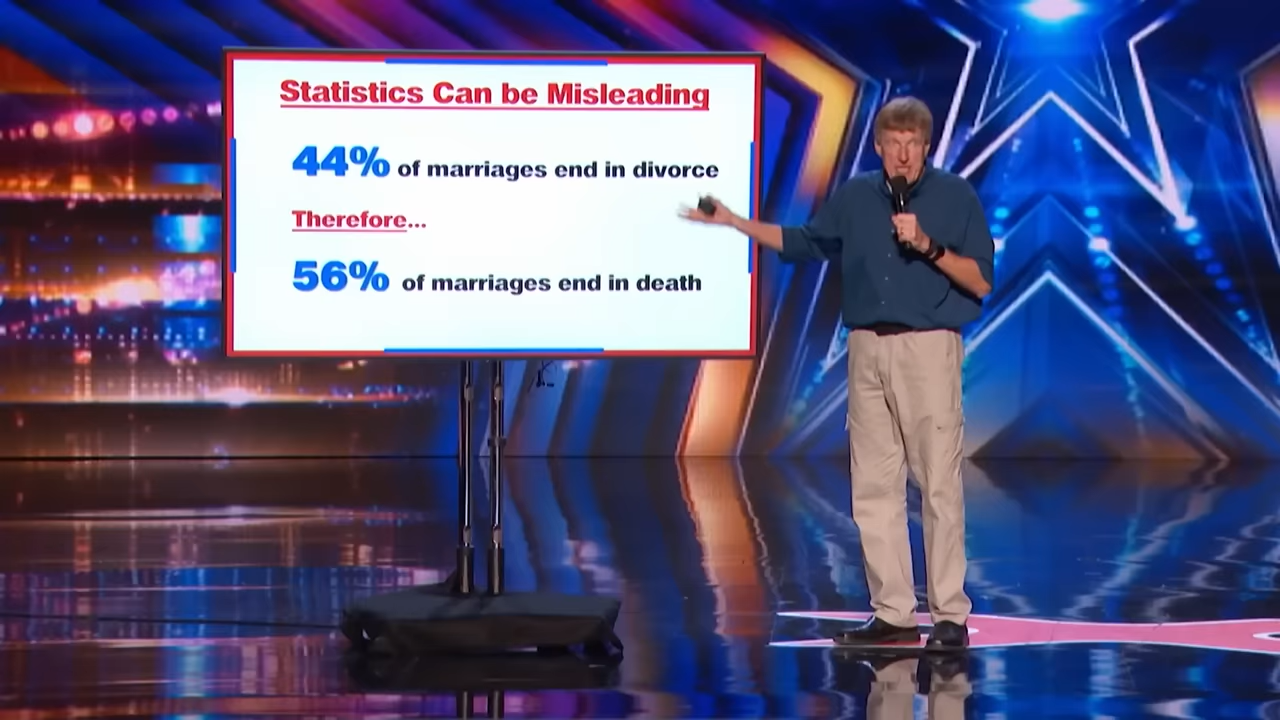 Statistics Can be Misleading
44% of marriages end in divorce
Therefore...
56% of marriages end in death